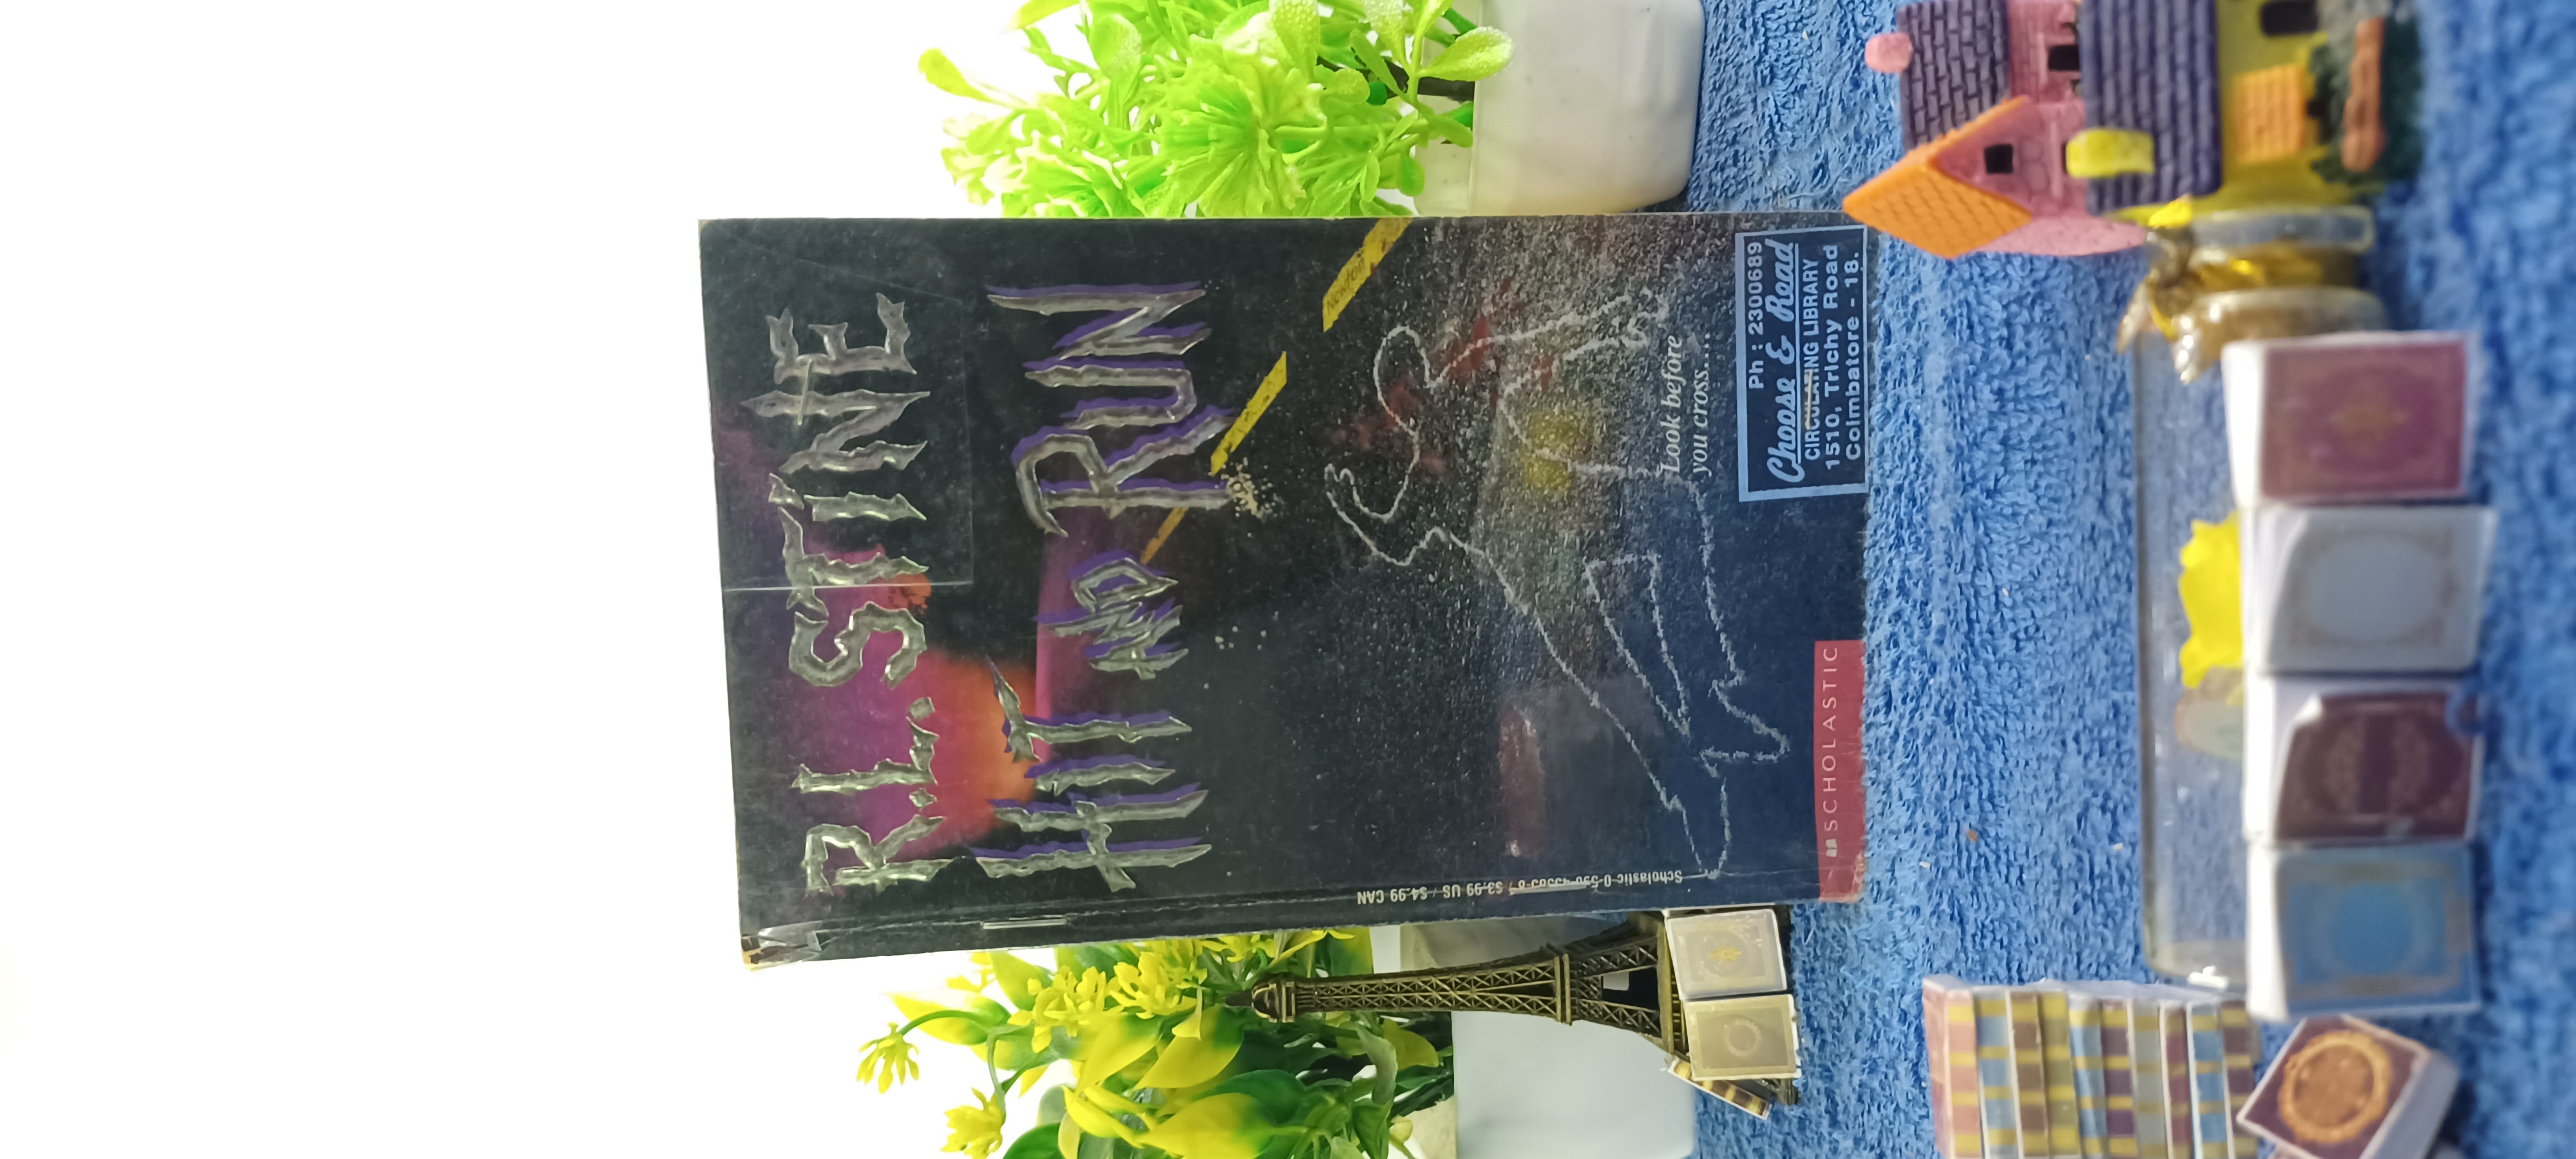 R.L. STINE
HIT AND RUN
Look before
you cross....
Ph : 2300689
Choose & Read
CIRCULATING LIBRARY
1510, Trichy Road
Coimbatore - 18.
SCHOLASTIC
$3.99 US / $4.99 CAN